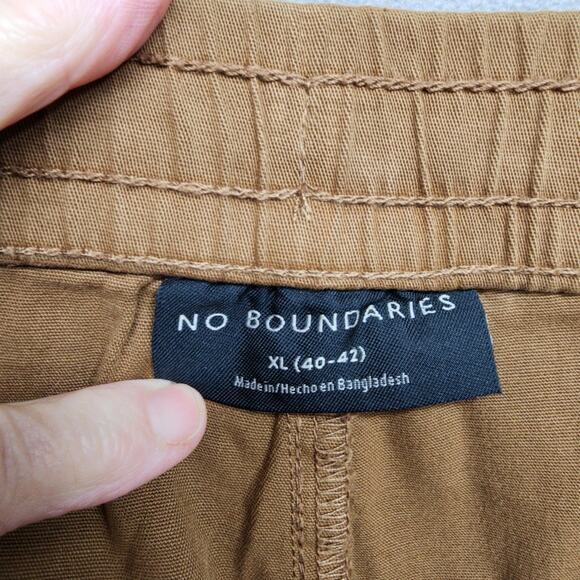 NO BOUNDARIES
XL (40-42)
Made in/Hecho en Bangladesh